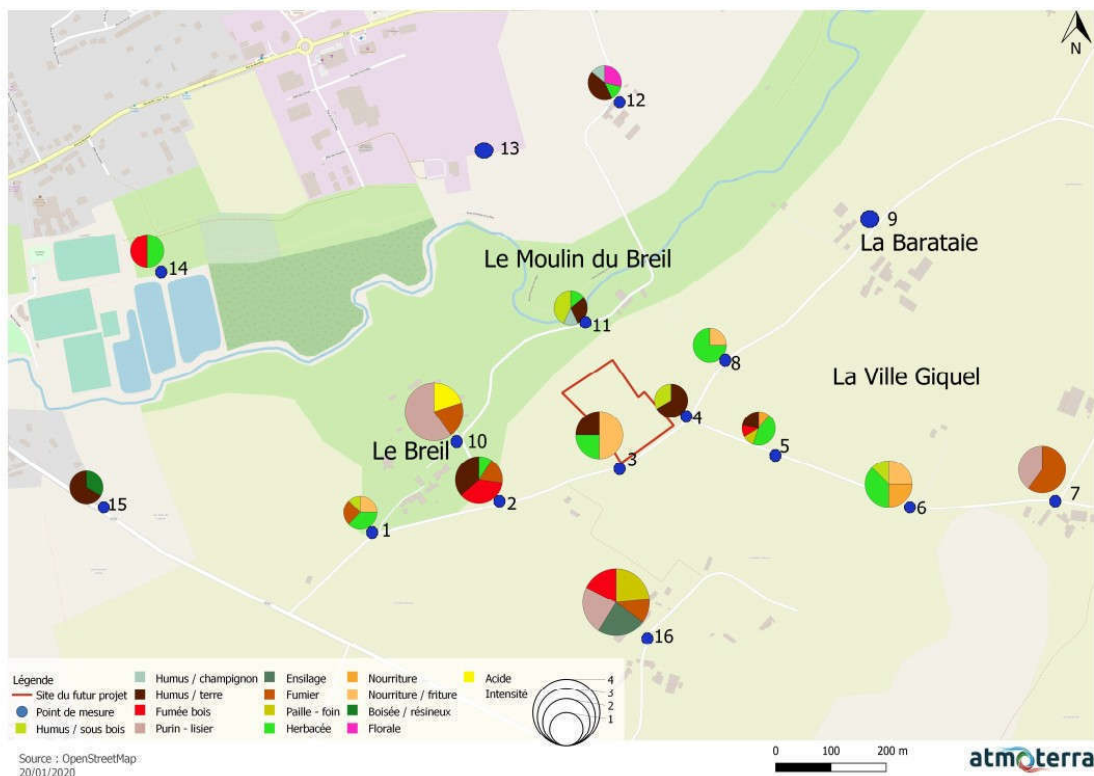 N
12
13
9
La Barataie
Le Moulin du Breil
14
11
8
La Ville Giquel
4
10
Le Breil
5
3
15
2
6
7
1
16
Légende
Site du futur projet
Point de mesure
Humus / sous bois
Humus / champignon
Humus / terre
Fumée bois
Purin - lisier
Ensilage
Fumier
Paille - foin
Herbacée
Nourriture
Nourriture / friture
Boisée / résineux
Florale
Acide
Intensité
4
3
2
1
Source : OpenStreetMap
20/01/2020
0 100 200 m
atmoterra